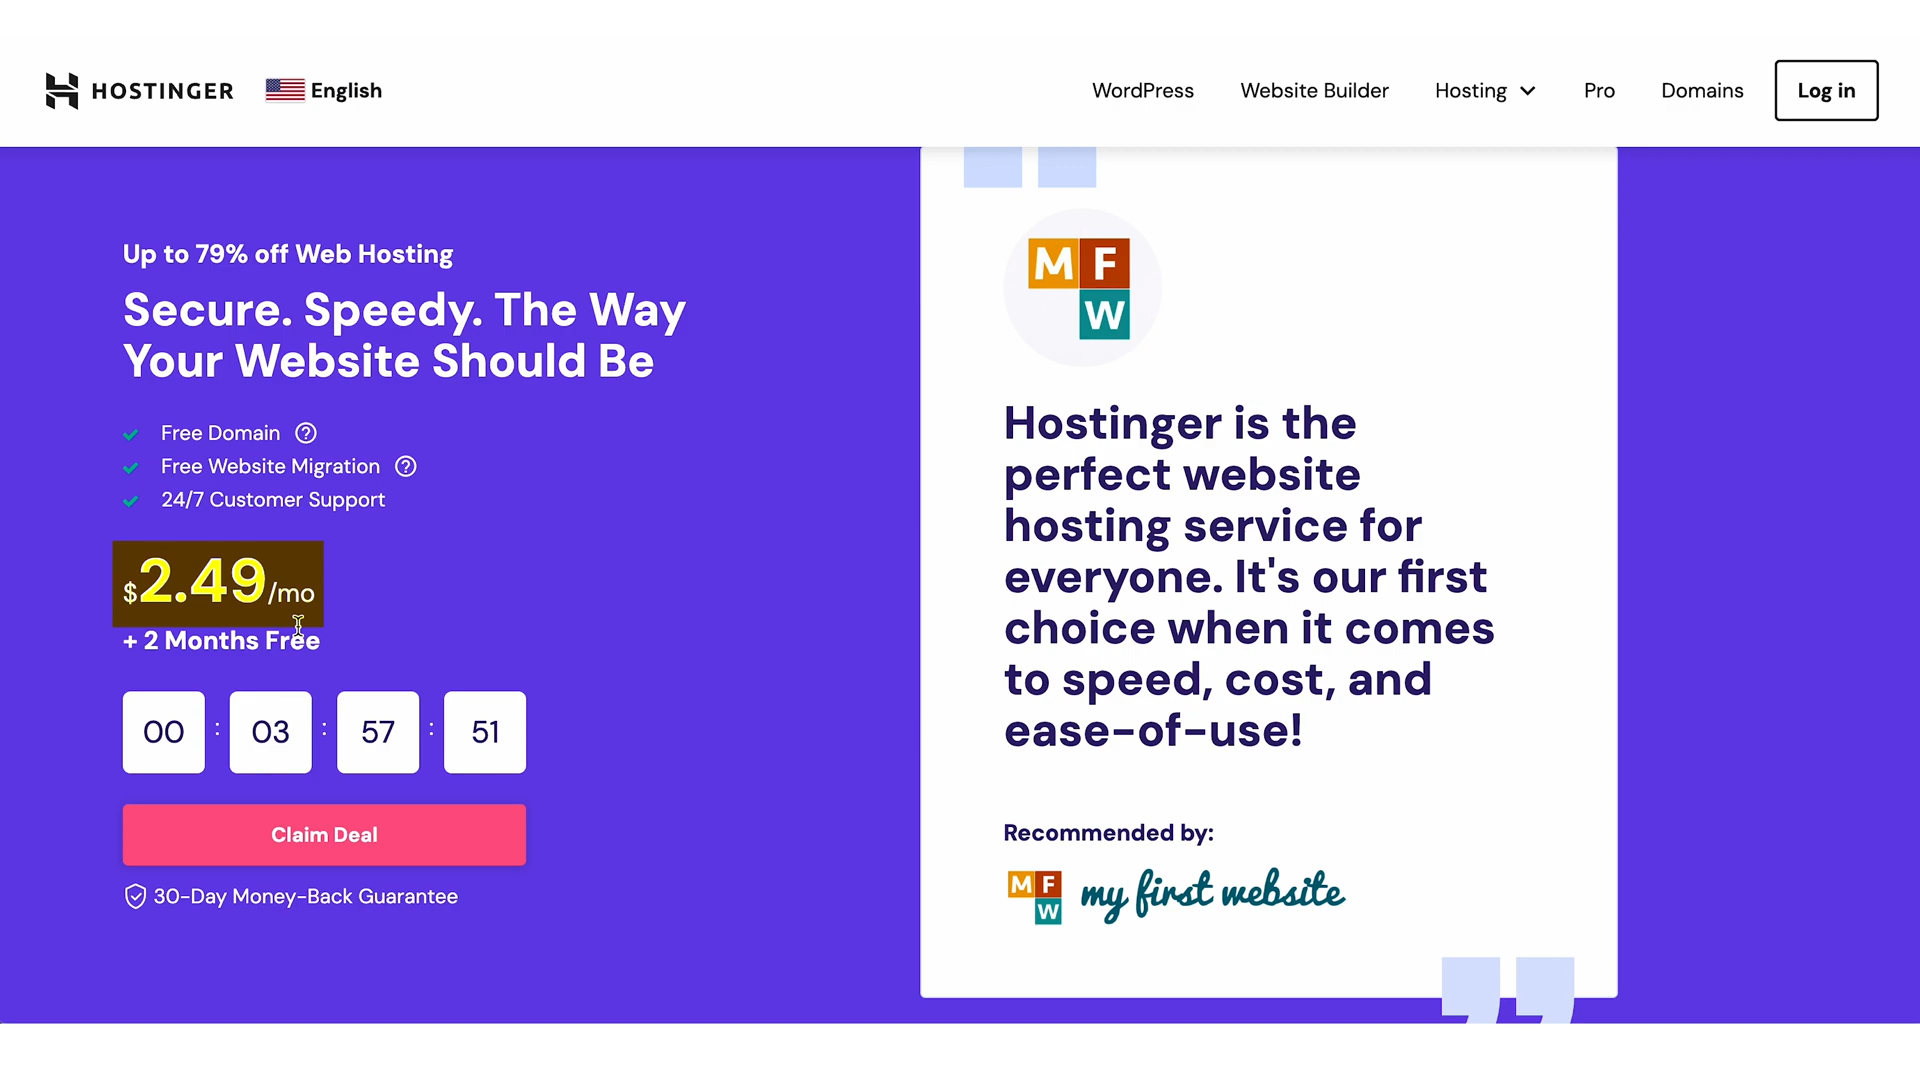 HOSTINGER English WordPress Website Builder Hosting Pro Domains Log in
Up to 79% off Web Hosting
Secure. Speedy. The Way
Your Website Should Be
Free Domain
Free Website Migration
24/7 Customer Support
$2.49/mo
+ 2 Months Free
00 : 03 : 57 : 51
Claim Deal
30-Day Money-Back Guarantee
M F
W
Hostinger is the
perfect website
hosting service for
everyone. It's our first
choice when it comes
to speed, cost, and
ease-of-use!
Recommended by:
M F
W
my first website